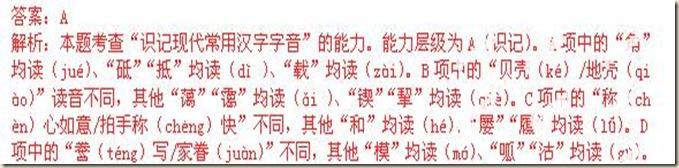 答案：A
解析：本题考查“识记现代常用汉字字音”的能力。能力层级为A（识记）。A项中的“角”
均读（jué）、“砥”“抵”均读（dǐ ）、“载”均读（zài）。B项中的“贝壳（ké）/地壳（qi
ào）”读音不同，其他“蔼”“霭”均读（ǎi ）、“锲”“挈”均读（qiè）。C项中的“称（ch
èn）心如意/拍手称（chēng）快”不同，其他“和”均读（hé）、“屡”“履”均读（lǚ）。D
项中的“誊（téng）写/家眷（juàn）”不同，其他“模”均读（mó）、“呱”“沽”均读（gū）。